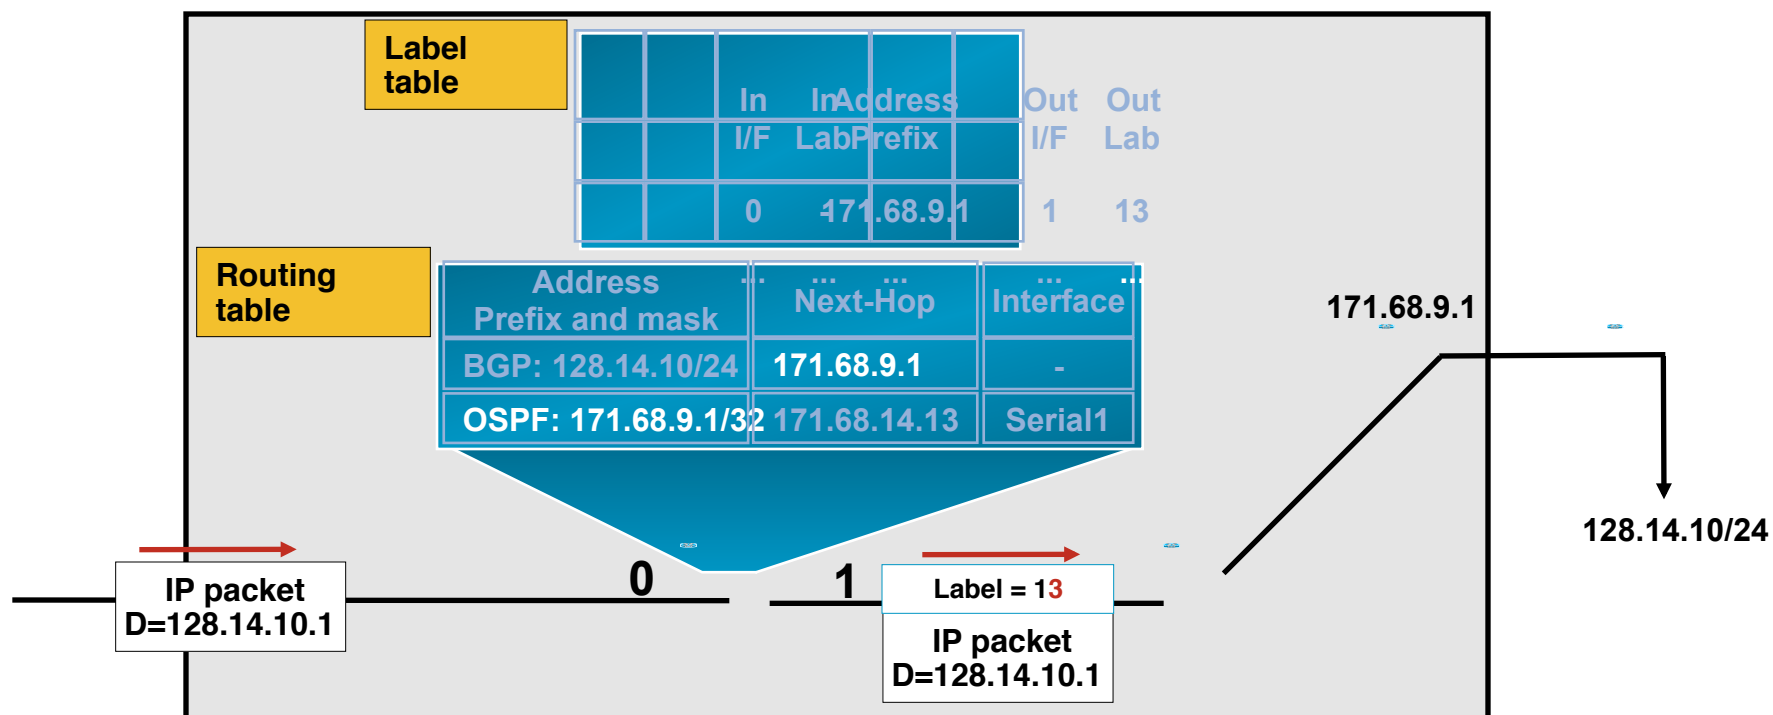 Label
table
In In Address Out Out
I/F Lab Prefix I/F Lab
0 - 171.68.9.1 1 13
... ... ... ... ...
Routing
table
Address
Prefix and mask
Next-Hop
Interface
BGP: 128.14.10/24 171.68.9.1 -
OSPF: 171.68.9.1/32 171.68.14.13 Serial1
171.68.9.1
128.14.10/24
IP packet
D=128.14.10.1
0
1
Label = 13
IP packet
D=128.14.10.1